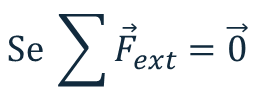 Se ∑ F⃗ₑₓₜ = 0⃗